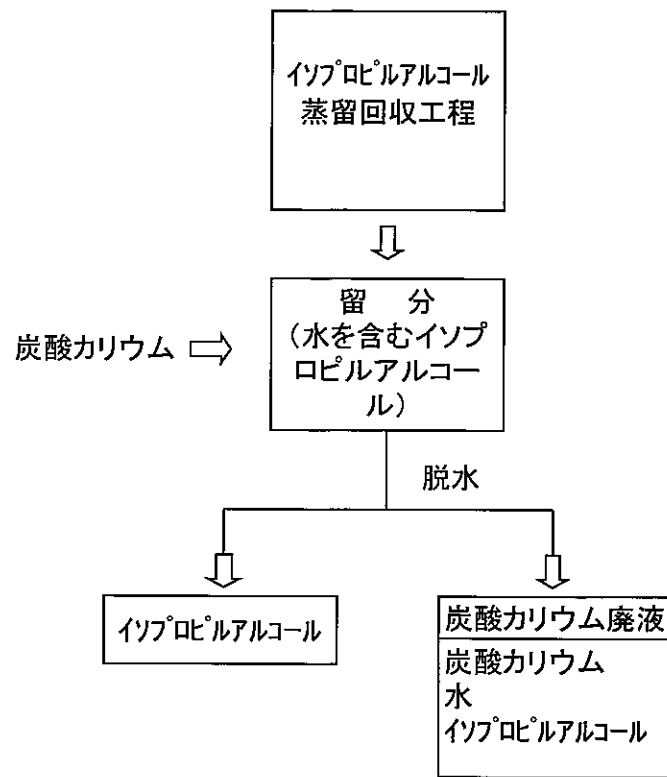 イソプロピルアルコール
蒸留回収工程
留　分
（水を含むイソプ
ロピルアルコー
ル）
炭酸カリウム
脱水
イソプロピルアルコール
炭酸カリウム廃液
炭酸カリウム
水
イソプロピルアルコール